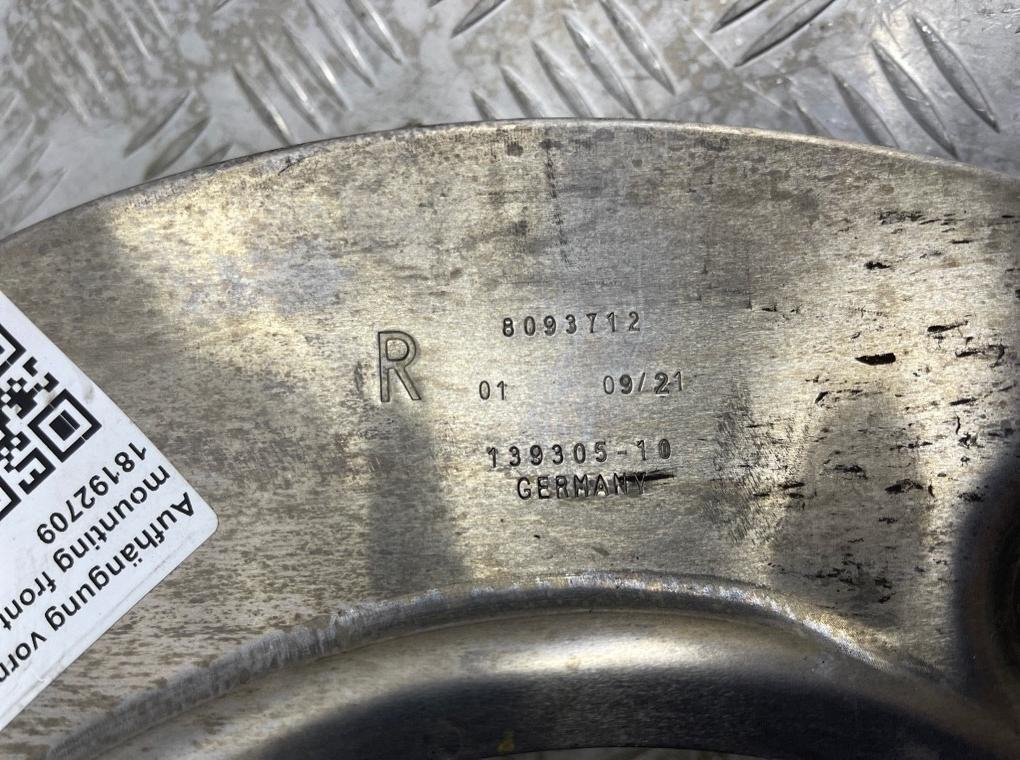 8093712
R
01 09/21
139305-10
GERMANY
Aufhängung vorn
mounting front
18192709